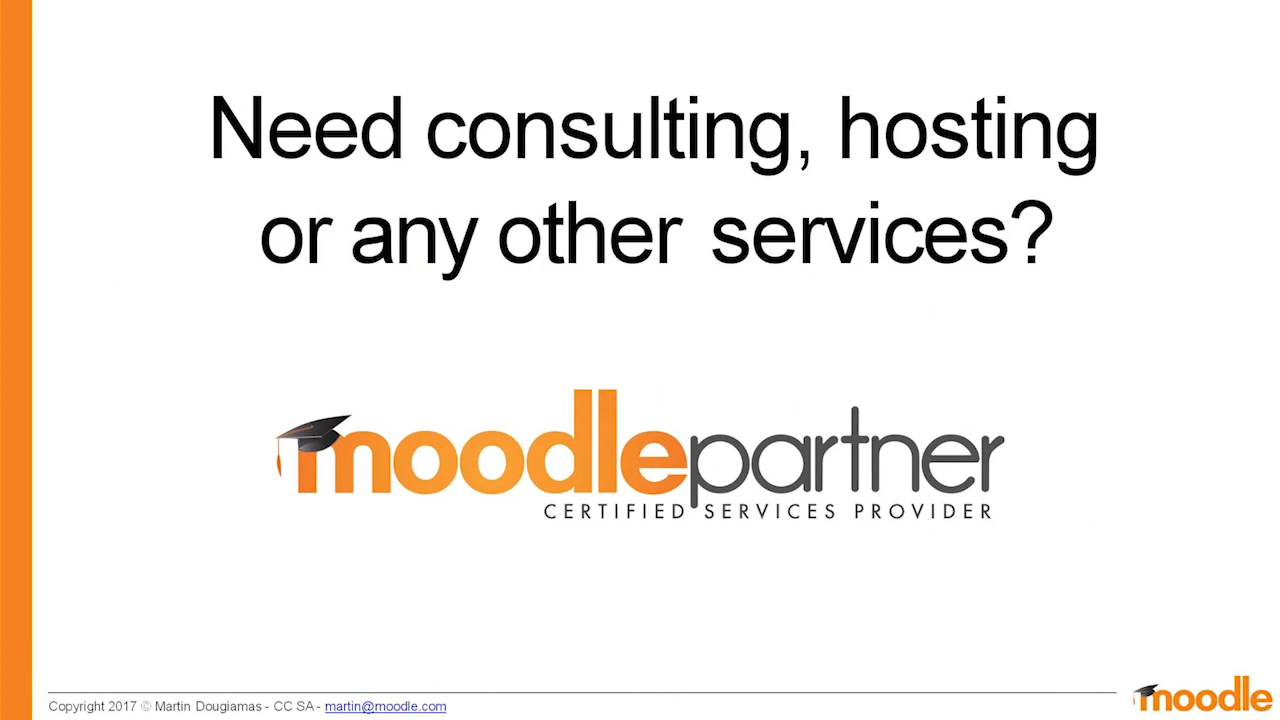 Need consulting, hosting
or any other services?
moodlepartner
CERTIFIED SERVICES PROVIDER
Copyright 2017 © Martin Dougiamas - CC SA - martin@moodle.com
moodle